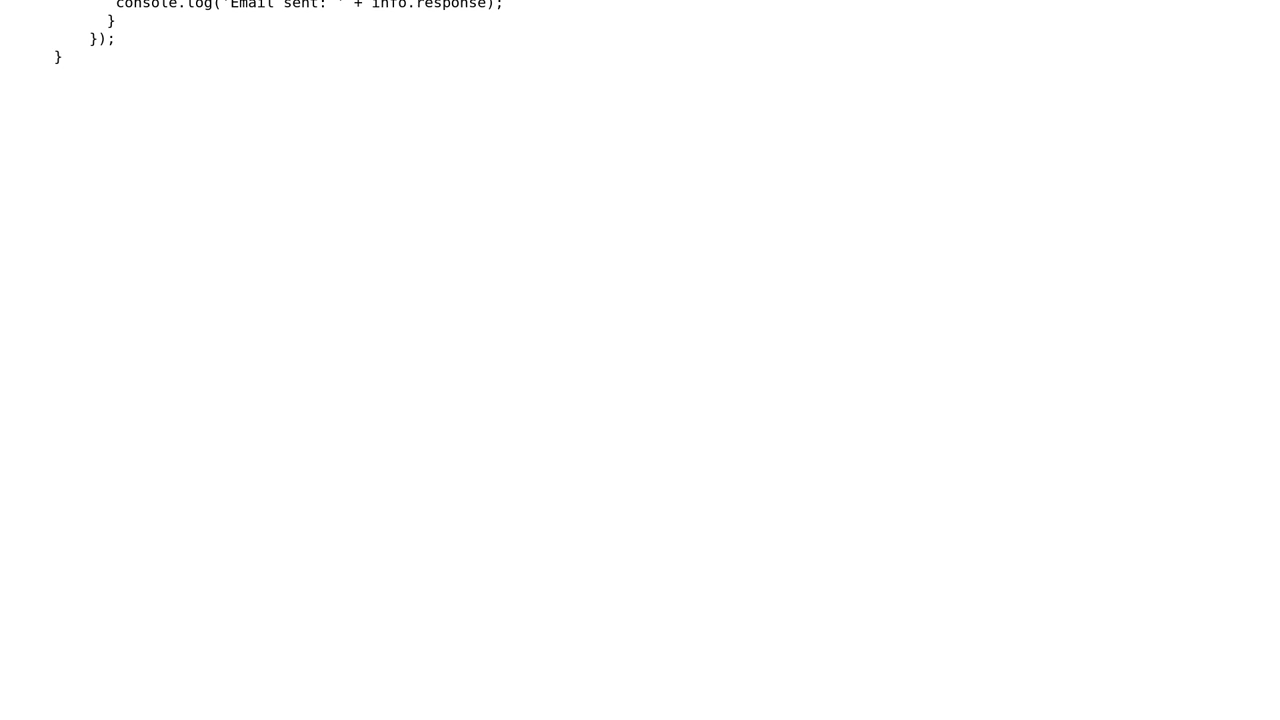 console.log('Email sent: ' + info.response);
}
});
}